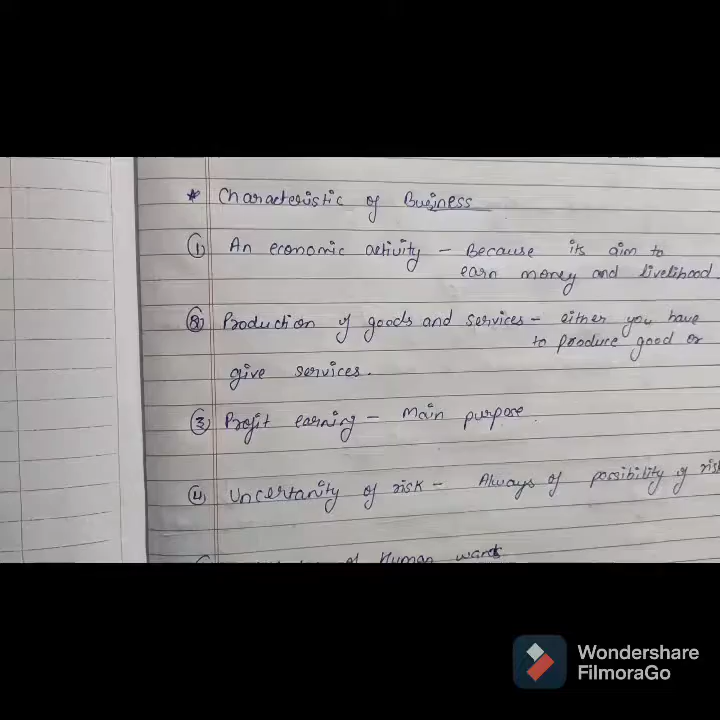 * Characteristic of Business
① An economic activity - Because its aim to
earn money and livelihood
② Production of goods and services - either you have
to produce good or
give services.
③ Profit earning - Main purpose.
④ Uncertanity of risk - Always of possibility of risk
of Human wants
Wondershare
FilmoraGo